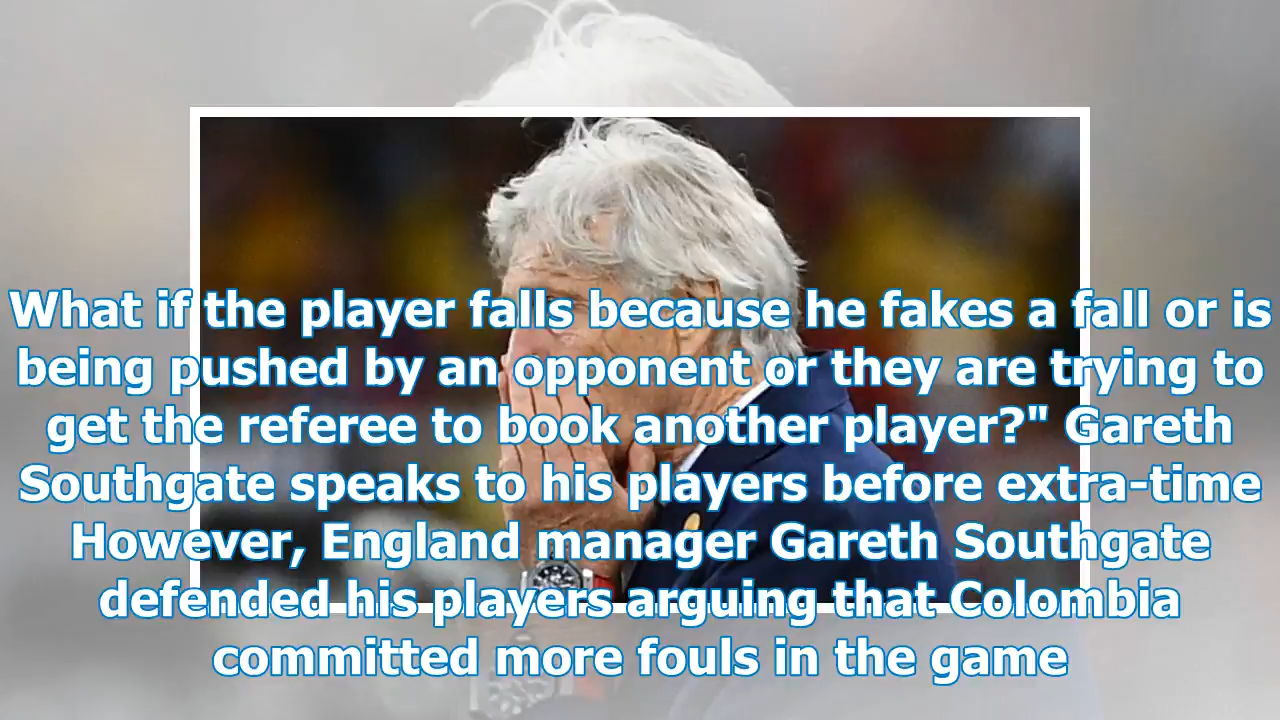 What if the player falls because he fakes a fall or is
being pushed by an opponent or they are trying to
get the referee to book another player?" Gareth
Southgate speaks to his players before extra-time
However, England manager Gareth Southgate
defended his players arguing that Colombia
committed more fouls in the game